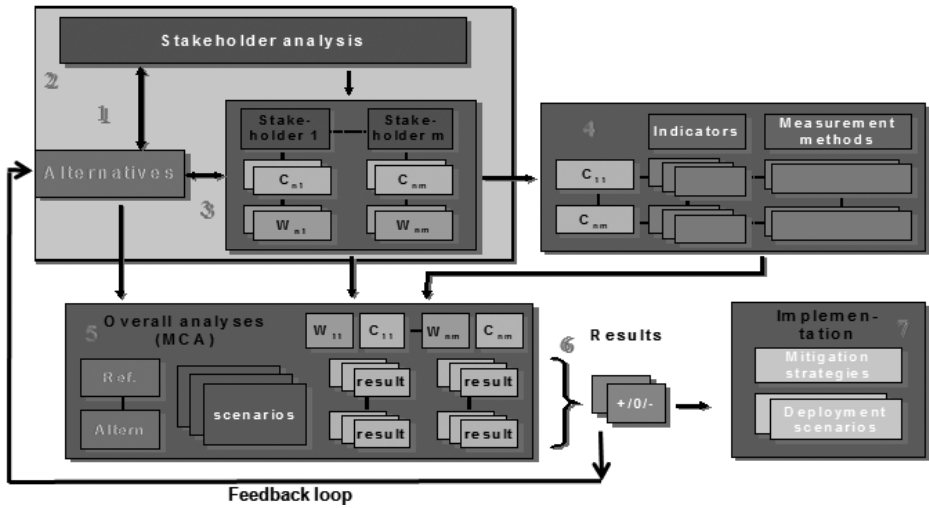 Stakeholder analysis
2
1
Stake-
holder 1
Stake-
holder m
4
Indicators
Measurement
methods
Alternatives
3
C n1
C nm
W n1
W nm
C 11
C nm
5
Overall analyses
(MCA)
W 11
C 11
W nm
C nm
6
Results
Implemen-
tation
7
Ref.
Altern
scenarios
result
result
result
result
+/0/-
Mitigation
strategies
Deployment
scenarios
Feedback loop